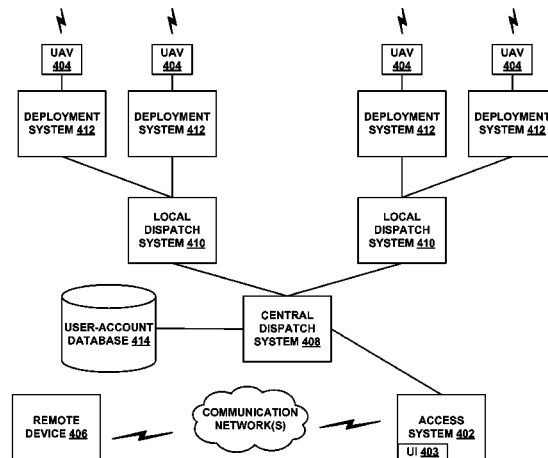 UAV
404
UAV
404
UAV
404
UAV
404
DEPLOYMENT
SYSTEM 412
DEPLOYMENT
SYSTEM 412
DEPLOYMENT
SYSTEM 412
DEPLOYMENT
SYSTEM 412
LOCAL
DISPATCH
SYSTEM 410
LOCAL
DISPATCH
SYSTEM 410
USER-ACCOUNT
DATABASE 414
CENTRAL
DISPATCH
SYSTEM 408
REMOTE
DEVICE 406
COMMUNICATION
NETWORK(S)
ACCESS
SYSTEM 402
UI 403